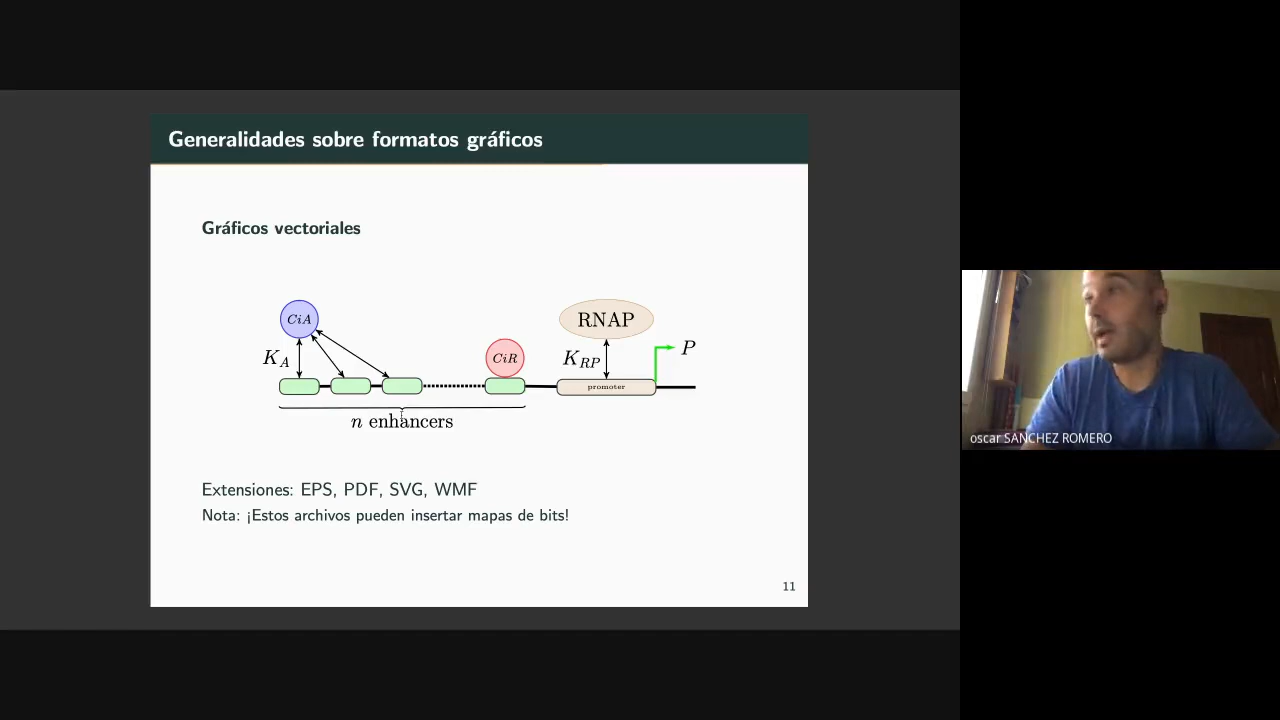 Generalidades sobre formatos gráficos
Gráficos vectoriales
CiA
RNAP
K_A
CiR
K_RP
P
promoter
n enhancers
Extensiones: EPS, PDF, SVG, WMF
Nota: ¡Estos archivos pueden insertar mapas de bits!
11
oscar SANCHEZ ROMERO